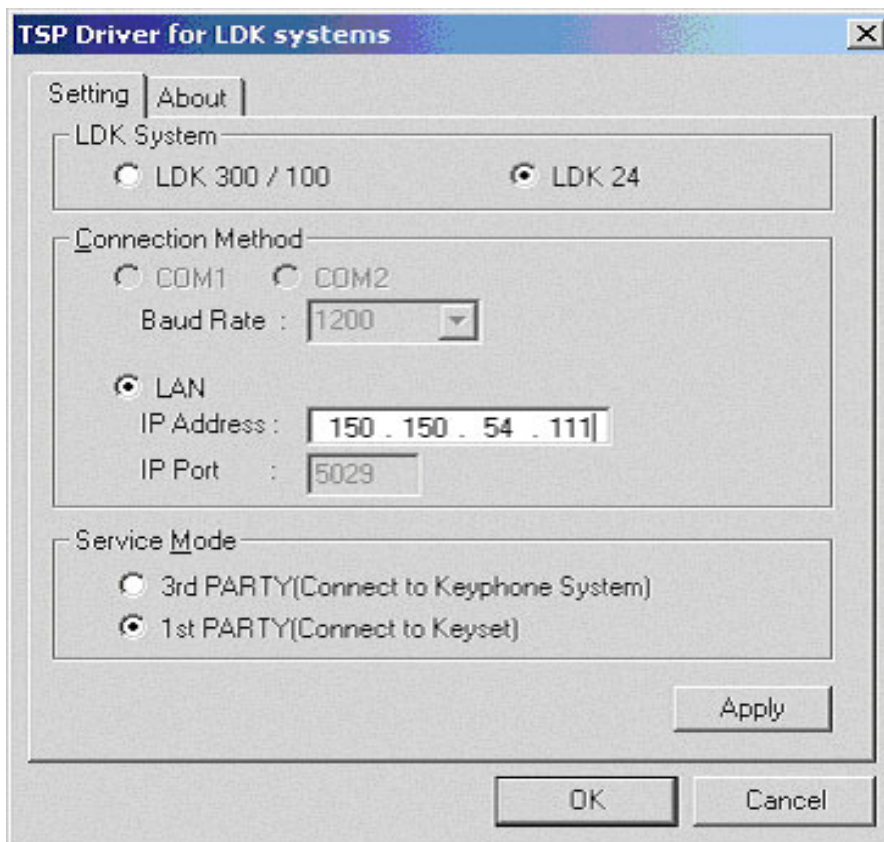 TSP Driver for LDK systems
Setting About
LDK System
LDK 300 / 100 LDK 24
Connection Method
COM1 COM2
Baud Rate : 1200
LAN
IP Address : 150 . 150 . 54 . 111
IP Port : 5029
Service Mode
3rd PARTY(Connect to Keyphone System)
1st PARTY(Connect to Keyset)
Apply
OK Cancel